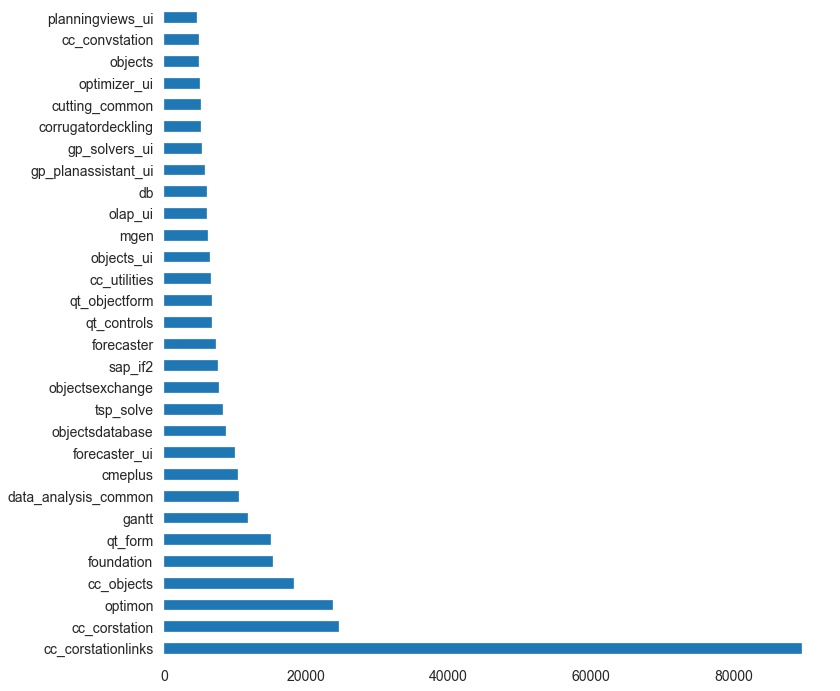 planningviews_ui
cc_convstation
objects
optimizer_ui
cutting_common
corrugatordeckling
gp_solvers_ui
gp_planassistant_ui
db
olap_ui
mgen
objects_ui
cc_utilities
qt_objectform
qt_controls
forecaster
sap_if2
objectsexchange
tsp_solve
objectsdatabase
forecaster_ui
cmeplus
data_analysis_common
gantt
qt_form
foundation
cc_objects
optimon
cc_corstation
cc_corstationlinks
0 20000 40000 60000 80000